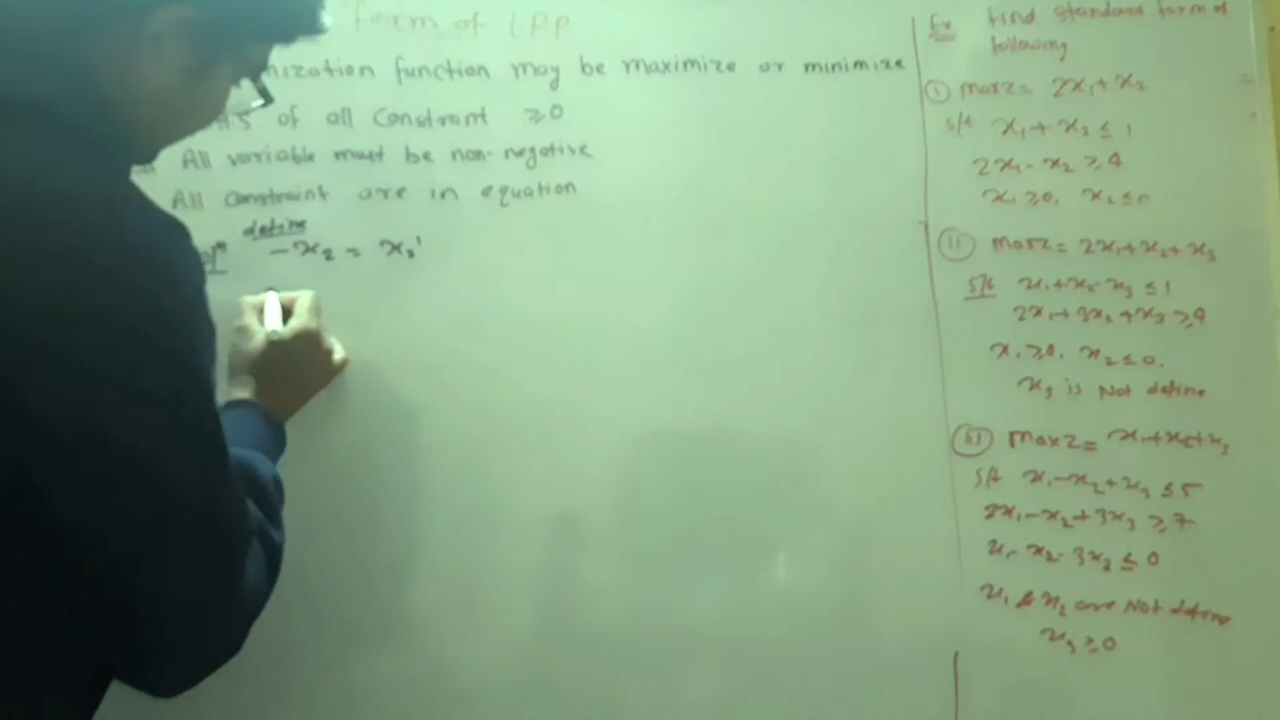 form of LPP
nization function may be maximize or minimize
of all Constrant ≥0
All variable must be non-negative
All Constraint are in equation
define
-x₂ = x₂'
Ex Find standard form of
following
(i) max z = 2x₁+x₂
s/t x₁+x₂ ≤ 1
2x₁-x₂ ≥ 4
x₁ ≥0, x₂ ≤0
(ii) max z = 2x₁+x₂+x₃
s/t x₁+x₂-x₃ ≤ 1
2x₁+3x₂+x₃ ≥ 4
x₁ ≥0, x₂ ≤0,
x₃ is Not define
(iii) max z = x₁+x₂+x₃
s/t x₁-x₂+x₃ ≤ 5
2x₁-x₂+3x₃ ≥ 7
x₁-x₂-3x₃ ≤ 0
x₁ & x₂ are Not define
x₃ ≥0